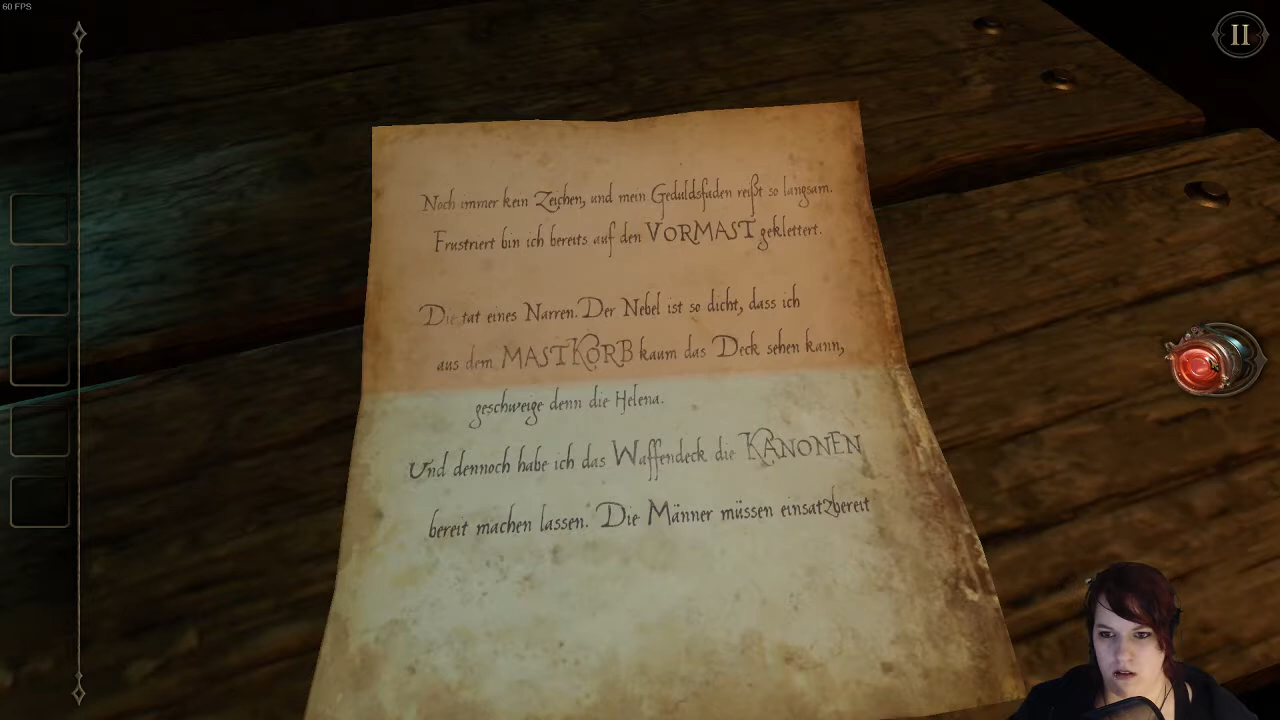 60 FPS
Noch immer kein Zeichen, und mein Geduldsfaden reißt so langsam.
Frustriert bin ich bereits auf den VORMAST geklettert.
Die tat eines Narren. Der Nebel ist so dicht, dass ich
aus dem MASTKORB kaum das Deck sehen kann,
geschweige denn die Helena.
Und dennoch habe ich das Waffendeck die KANONEN
bereit machen lassen. Die Männer müssen einsatzbereit